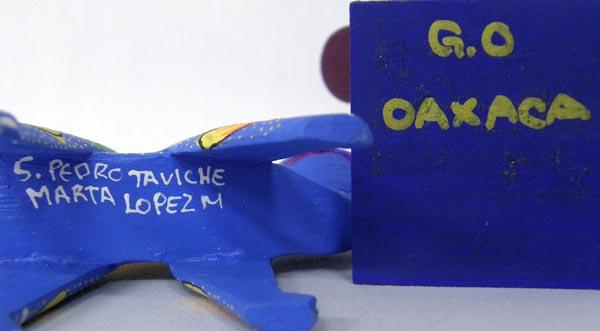 S. PEDRO TAVICHE
MARTA LOPEZ M
G.O
OAXACA